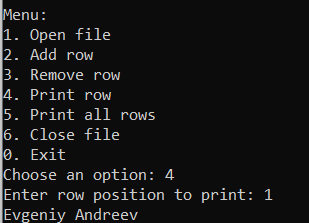 Menu:
1. Open file
2. Add row
3. Remove row
4. Print row
5. Print all rows
6. Close file
0. Exit
Choose an option: 4
Enter row position to print: 1
Evgeniy Andreev